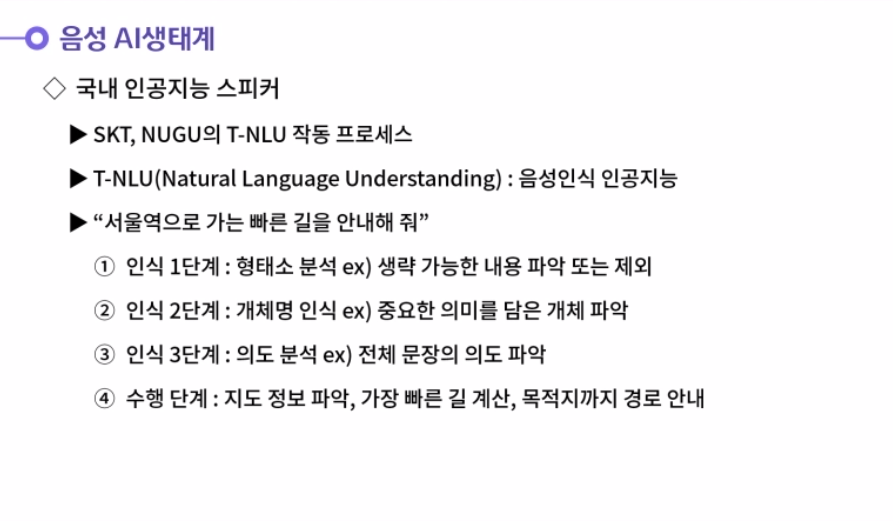 음성 AI생태계
◇ 국내 인공지능 스피커
▶ SKT, NUGU의 T-NLU 작동 프로세스
▶ T-NLU(Natural Language Understanding) : 음성인식 인공지능
▶ “서울역으로 가는 빠른 길을 안내해 줘”
① 인식 1단계 : 형태소 분석 ex) 생략 가능한 내용 파악 또는 제외
② 인식 2단계 : 개체명 인식 ex) 중요한 의미를 담은 개체 파악
③ 인식 3단계 : 의도 분석 ex) 전체 문장의 의도 파악
④ 수행 단계 : 지도 정보 파악, 가장 빠른 길 계산, 목적지까지 경로 안내